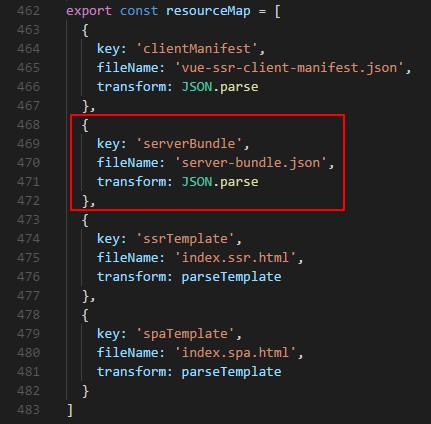 462 export const resourceMap = [
463   {
464     key: 'clientManifest',
465     fileName: 'vue-ssr-client-manifest.json',
466     transform: JSON.parse
467   },
468   {
469     key: 'serverBundle',
470     fileName: 'server-bundle.json',
471     transform: JSON.parse
472   },
473   {
474     key: 'ssrTemplate',
475     fileName: 'index.ssr.html',
476     transform: parseTemplate
477   },
478   {
479     key: 'spaTemplate',
480     fileName: 'index.spa.html',
481     transform: parseTemplate
482   }
483 ]